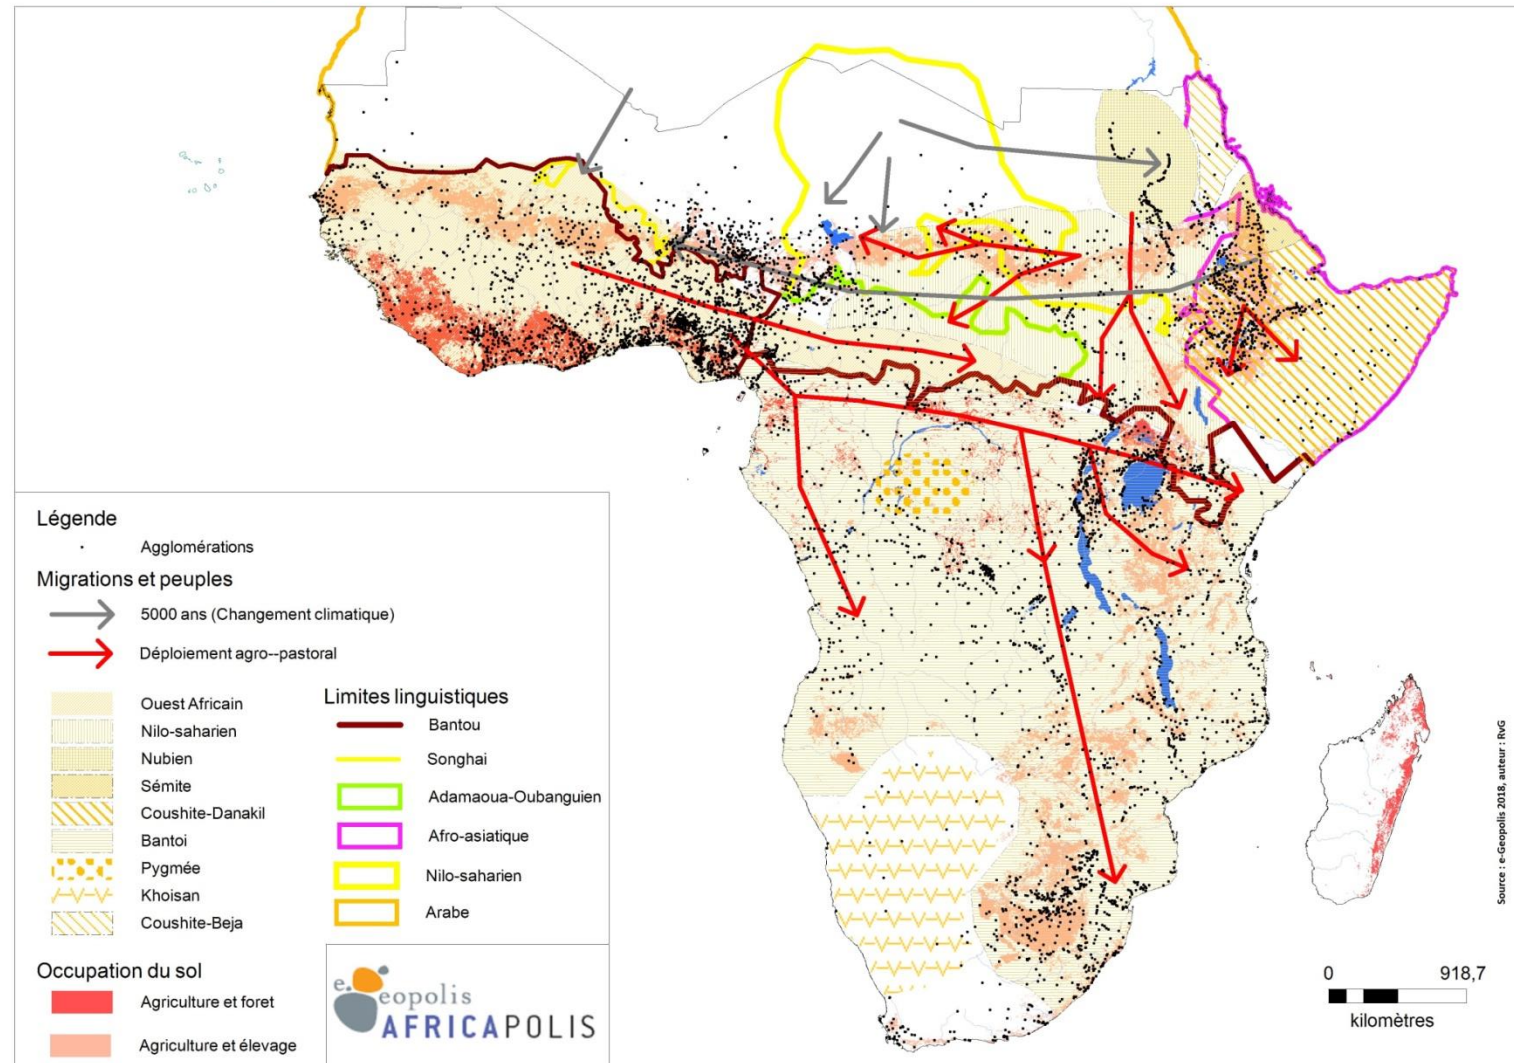 Légende
Agglomérations
Migrations et peuples
5000 ans (Changement climatique)
Déploiement agro--pastoral
Ouest Africain
Nilo-saharien
Nubien
Sémite
Coushite-Danakil
Bantoi
Pygmée
Khoisan
Coushite-Beja
Limites linguistiques
Bantou
Songhai
Adamaoua-Oubanguien
Afro-asiatique
Nilo-saharien
Arabe
Occupation du sol
Agriculture et foret
Agriculture et élevage
e.Geopolis
AFRICAPOLIS
0 918,7
kilomètres
Source : e-Geopolis 2018, auteur : RvG